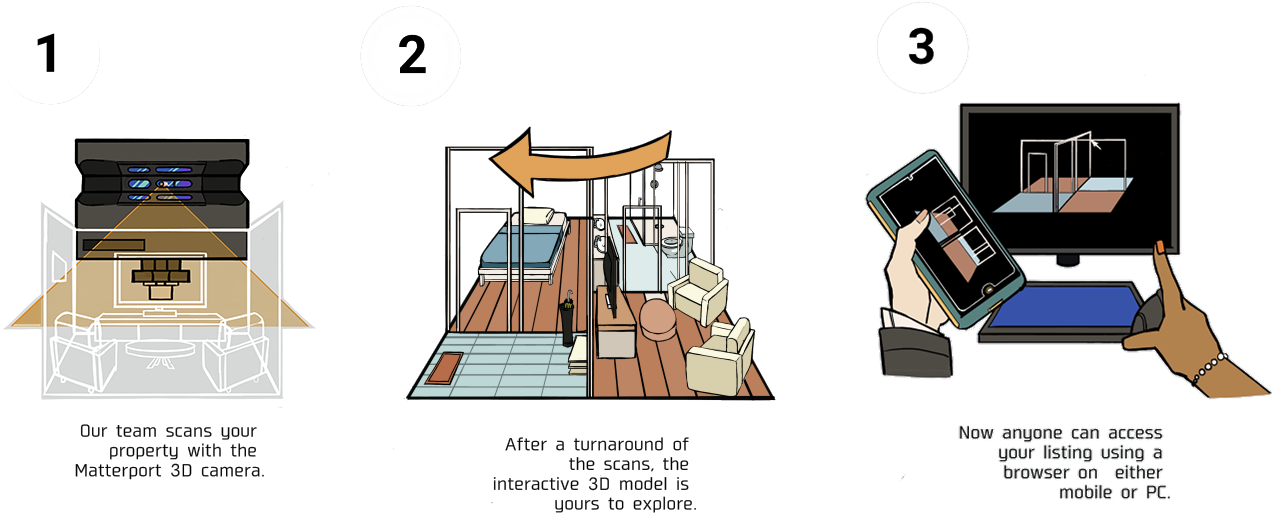 1
Our team scans your
property with the
Matterport 3D camera.
2
After a turnaround of
the scans, the
interactive 3D model is
yours to explore.
3
Now anyone can access
your listing using a
browser on either
mobile or PC.